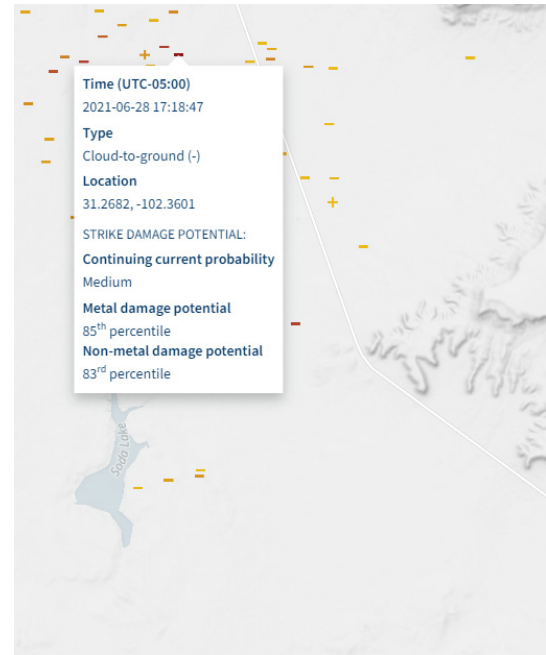 Time (UTC-05:00)
2021-06-28 17:18:47
Type
Cloud-to-ground (-)
Location
31.2682, -102.3601
STRIKE DAMAGE POTENTIAL:
Continuing current probability
Medium
Metal damage potential
85th percentile
Non-metal damage potential
83rd percentile
Soda Lake